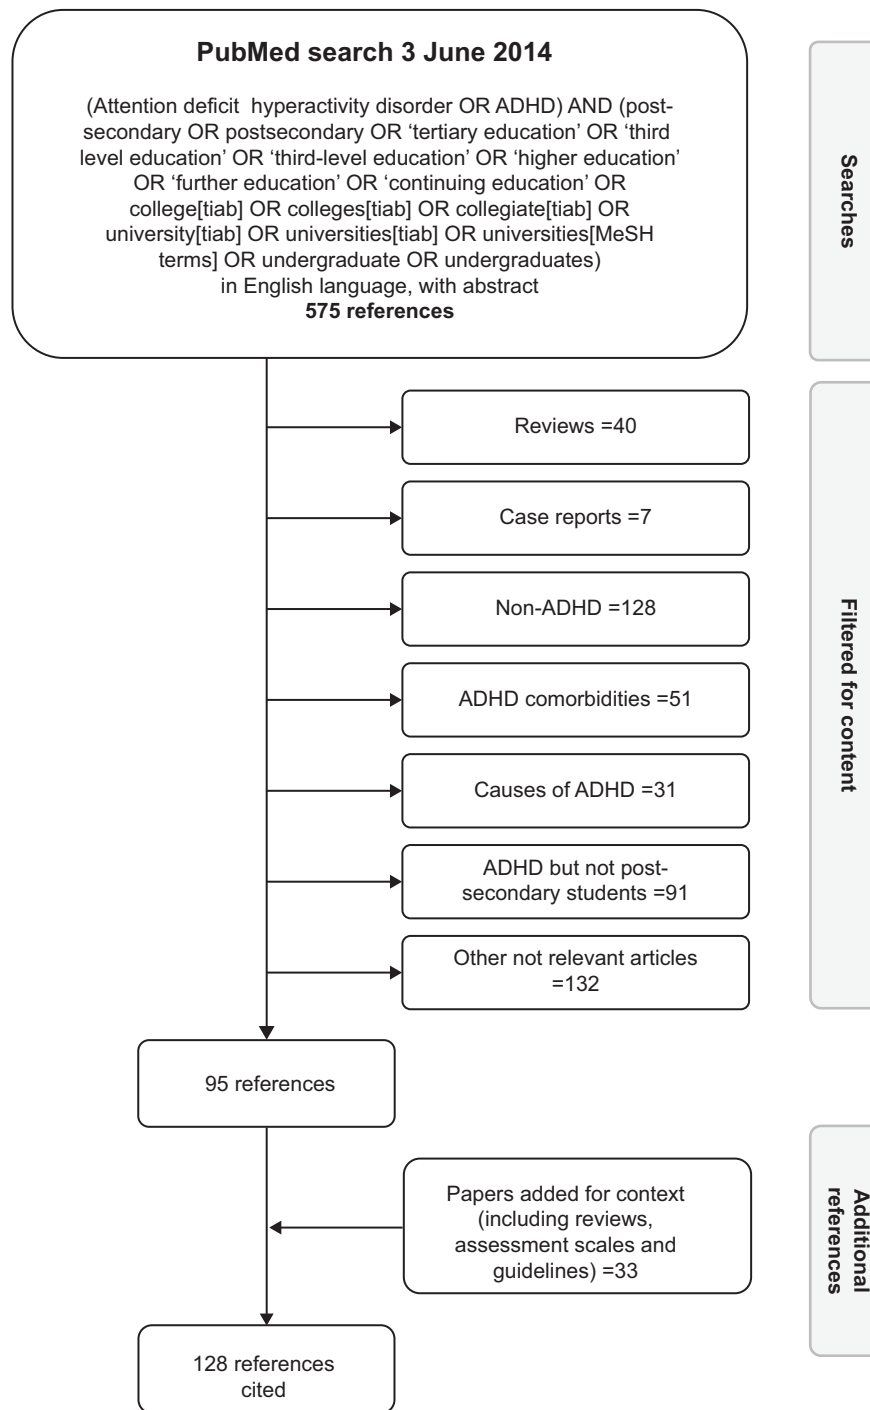 PubMed search 3 June 2014
(Attention deficit hyperactivity disorder OR ADHD) AND (post-
secondary OR postsecondary OR ‘tertiary education’ OR ‘third
level education’ OR ‘third-level education’ OR ‘higher education’
OR ‘further education’ OR ‘continuing education’ OR
college[tiab] OR colleges[tiab] OR collegiate[tiab] OR
university[tiab] OR universities[tiab] OR universities[MeSH
terms] OR undergraduate OR undergraduates)
in English language, with abstract
575 references
Searches
Reviews =40
Case reports =7
Non-ADHD =128
ADHD comorbidities =51
Causes of ADHD =31
ADHD but not post-
secondary students =91
Other not relevant articles
=132
Filtered for content
95 references
Papers added for context
(including reviews,
assessment scales and
guidelines) =33
Additional
references
128 references
cited